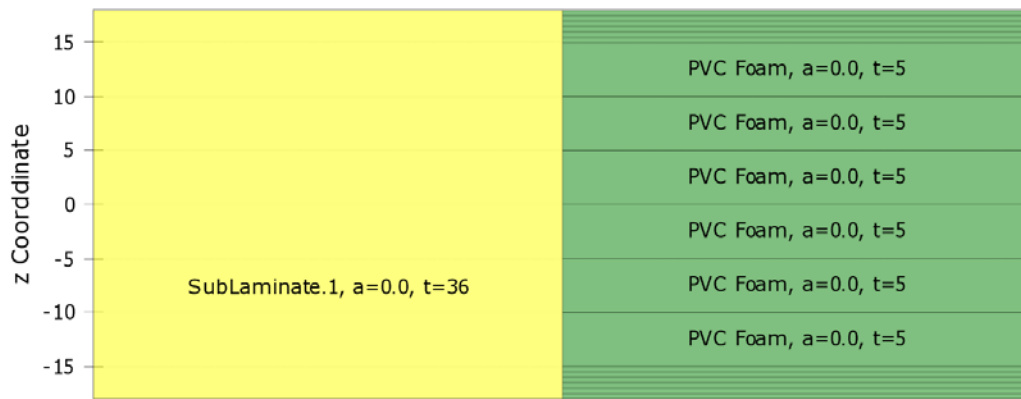 z Coorddinate
15
10
5
0
-5
-10
-15
SubLaminate.1, a=0.0, t=36
PVC Foam, a=0.0, t=5
PVC Foam, a=0.0, t=5
PVC Foam, a=0.0, t=5
PVC Foam, a=0.0, t=5
PVC Foam, a=0.0, t=5
PVC Foam, a=0.0, t=5